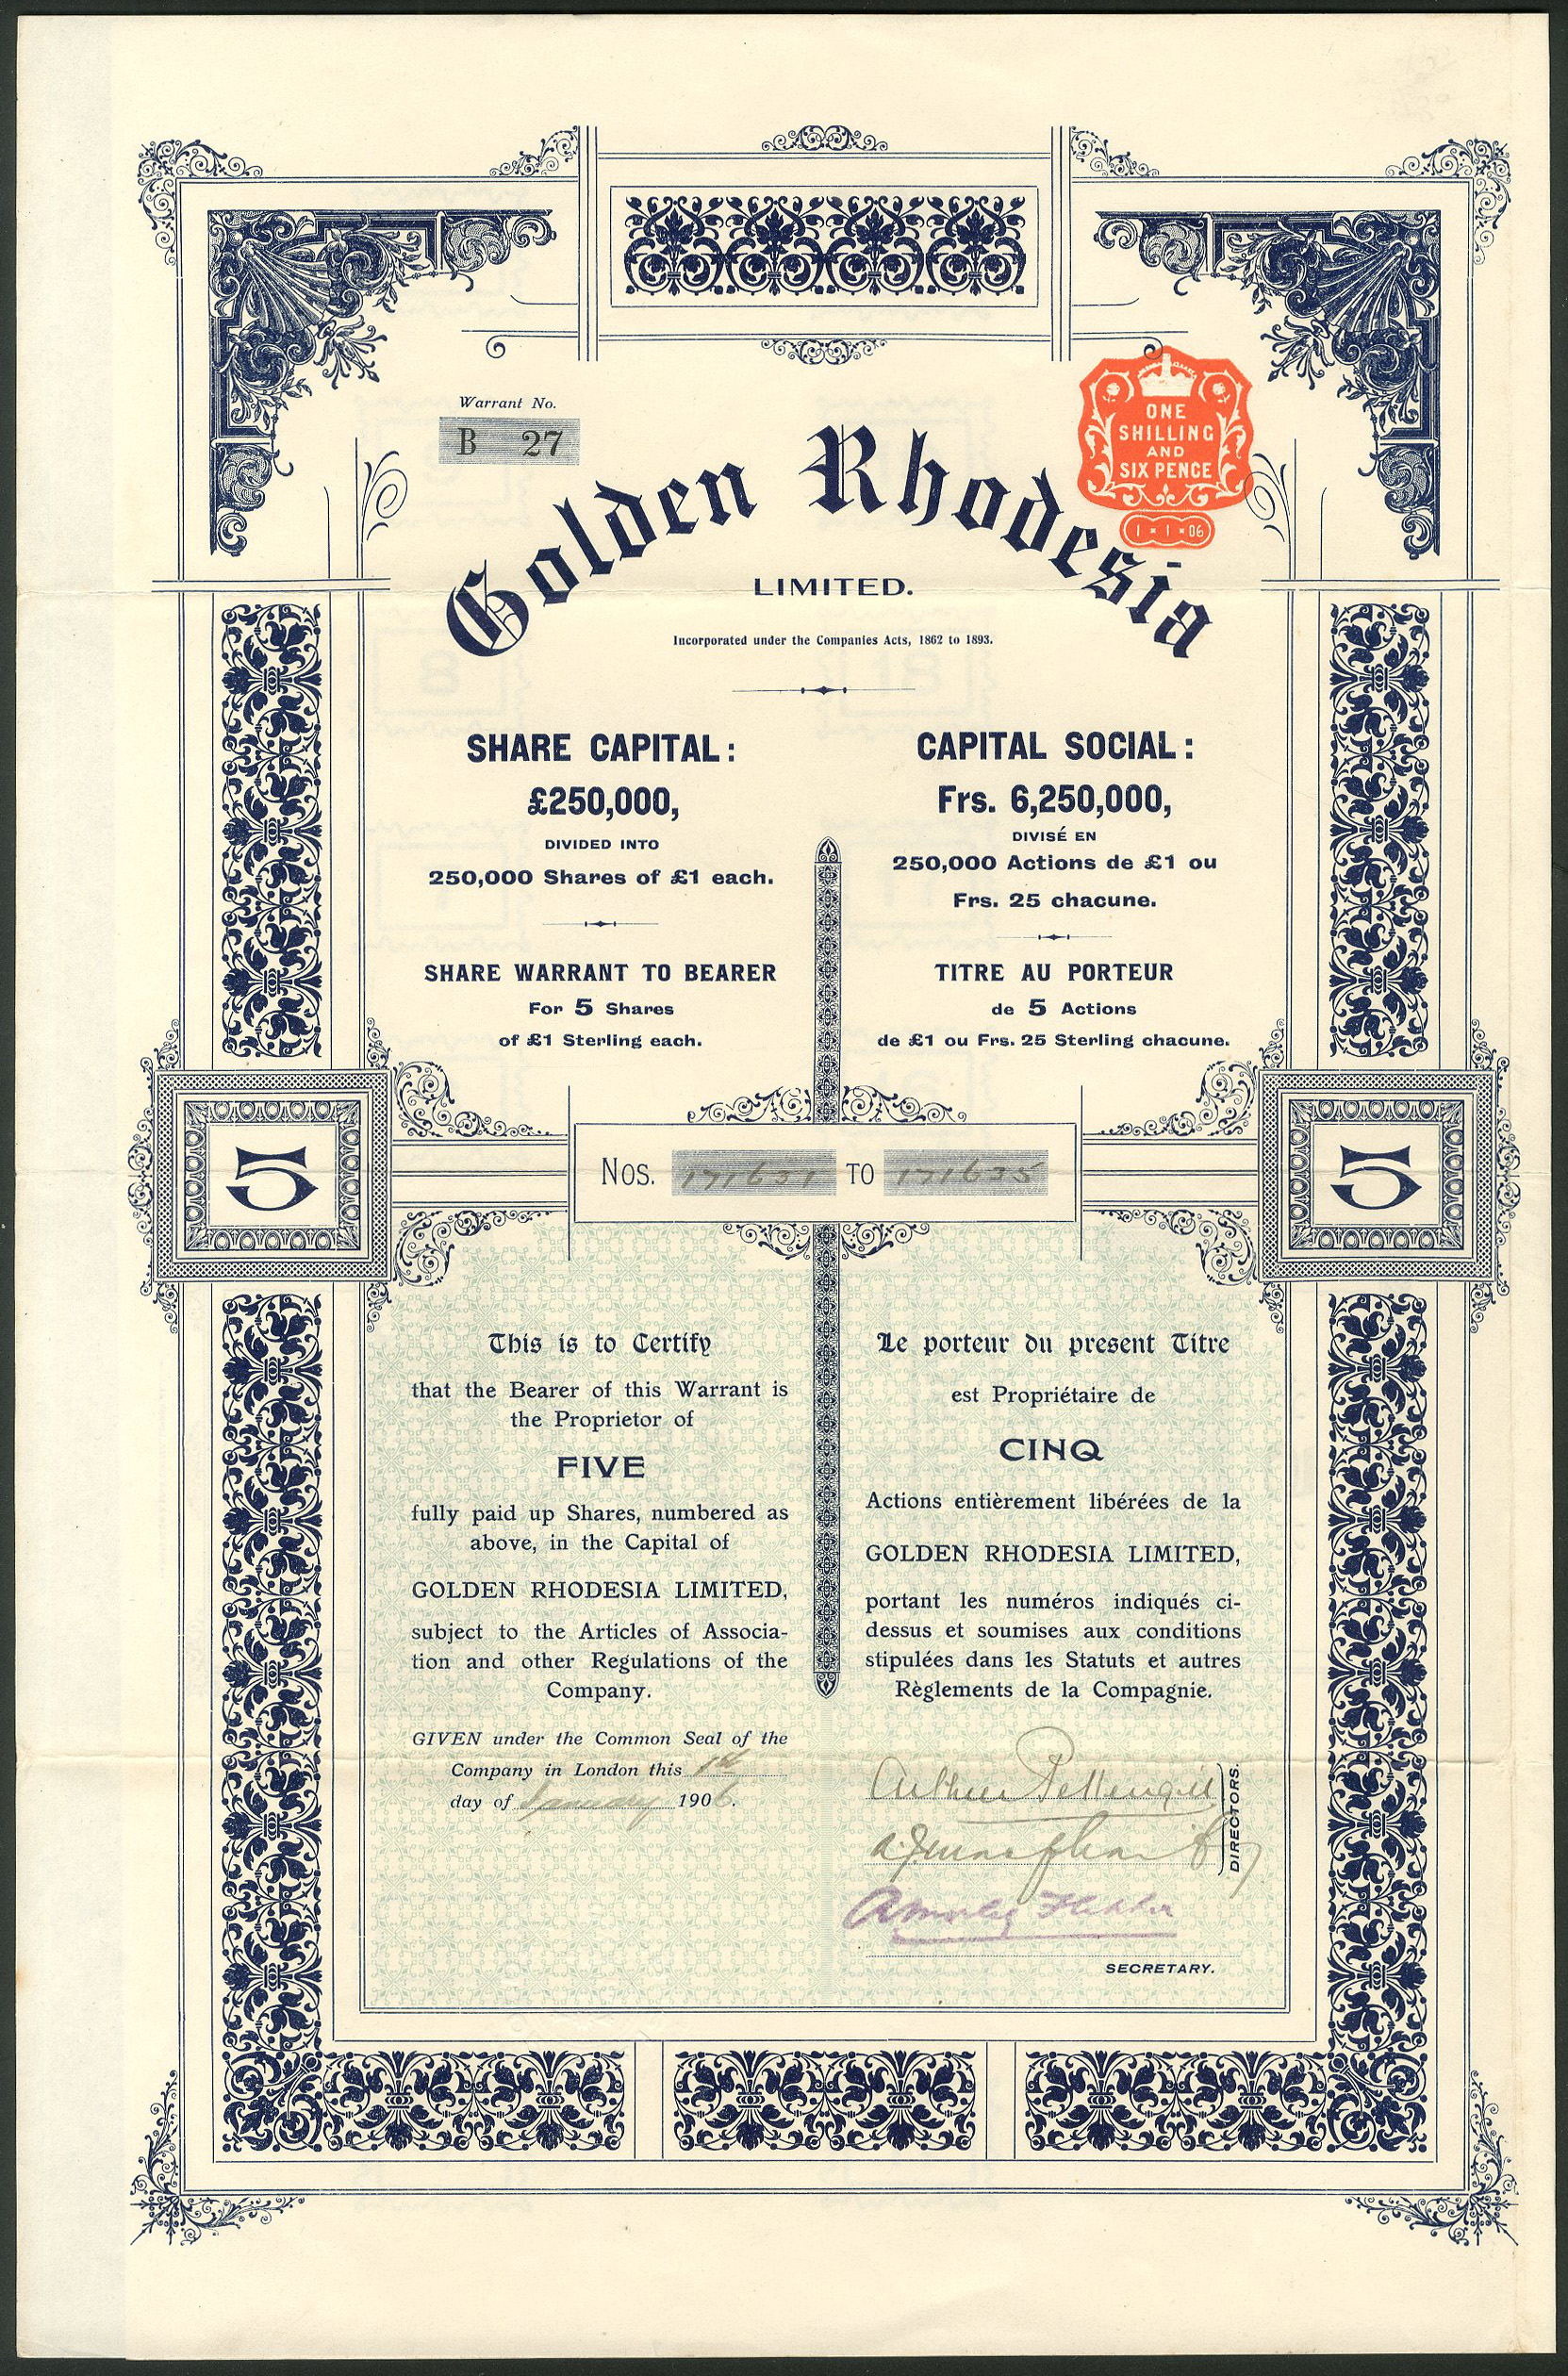 Warrant No.
B 27
ONE
SHILLING
AND
SIX PENCE
1 · 1 · 06
Golden Rhodesia
LIMITED.
Incorporated under the Companies Acts, 1862 to 1893.
SHARE CAPITAL:
£250,000,
DIVIDED INTO
250,000 Shares of £1 each.
SHARE WARRANT TO BEARER
For 5 Shares
of £1 Sterling each.
CAPITAL SOCIAL:
Frs. 6,250,000,
DIVISÉ EN
250,000 Actions de £1 ou
Frs. 25 chacune.
TITRE AU PORTEUR
de 5 Actions
de £1 ou Frs. 25 Sterling chacune.
5
Nos. 171631 TO 171635
5
This is to Certify
that the Bearer of this Warrant is
the Proprietor of
FIVE
fully paid up Shares, numbered as
above, in the Capital of
GOLDEN RHODESIA LIMITED,
subject to the Articles of Associa-
tion and other Regulations of the
Company.
GIVEN under the Common Seal of the
Company in London this 1st
day of January 1906.
Le porteur du present Titre
est Propriétaire de
CINQ
Actions entièrement libérées de la
GOLDEN RHODESIA LIMITED,
portant les numéros indiqués ci-
dessus et soumises aux conditions
stipulées dans les Statuts et autres
Règlements de la Compagnie.
Arthur
DIRECTORS.
SECRETARY.